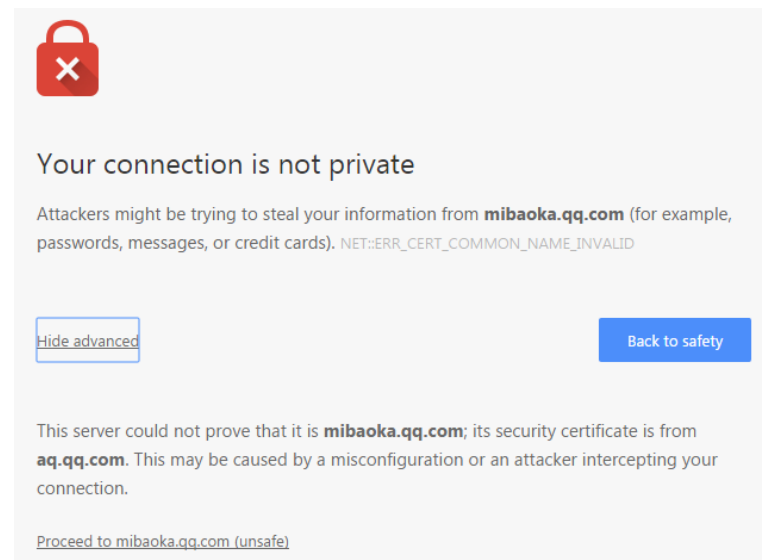 Your connection is not private
Attackers might be trying to steal your information from mibaoka.qq.com (for example,
passwords, messages, or credit cards). NET::ERR_CERT_COMMON_NAME_INVALID
Hide advanced
Back to safety
This server could not prove that it is mibaoka.qq.com; its security certificate is from
aq.qq.com. This may be caused by a misconfiguration or an attacker intercepting your
connection.
Proceed to mibaoka.qq.com (unsafe)